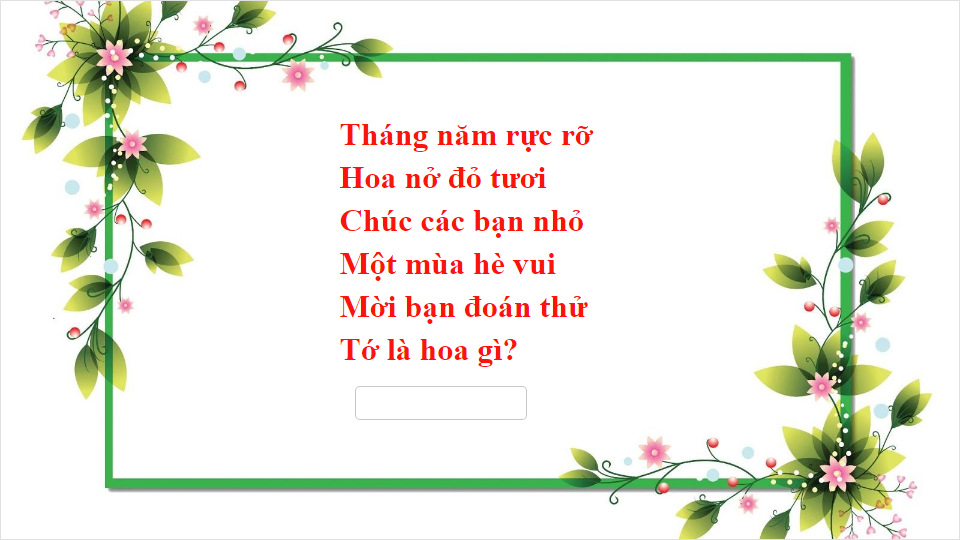 Tháng năm rực rỡ
Hoa nở đỏ tươi
Chúc các bạn nhỏ
Một mùa hè vui
Mời bạn đoán thử
Tớ là hoa gì?